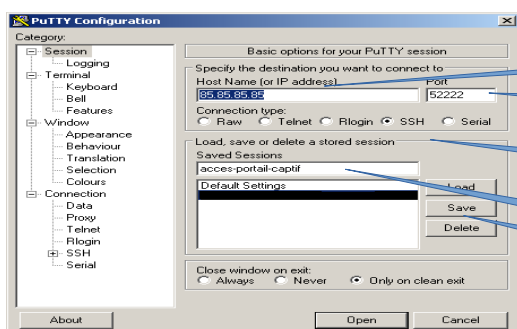 PuTTY Configuration
Category:
Session
Logging
Terminal
Keyboard
Bell
Features
Window
Appearance
Behaviour
Translation
Selection
Colours
Connection
Data
Proxy
Telnet
Rlogin
SSH
Serial
Basic options for your PuTTY session
Specify the destination you want to connect to
Host Name (or IP address) Port
85.85.85.85 52222
Connection type:
Raw Telnet Rlogin SSH Serial
Load, save or delete a stored session
Saved Sessions
acces-portail-captif
Default Settings
Load
Save
Delete
Close window on exit:
Always Never Only on clean exit
About Open Cancel